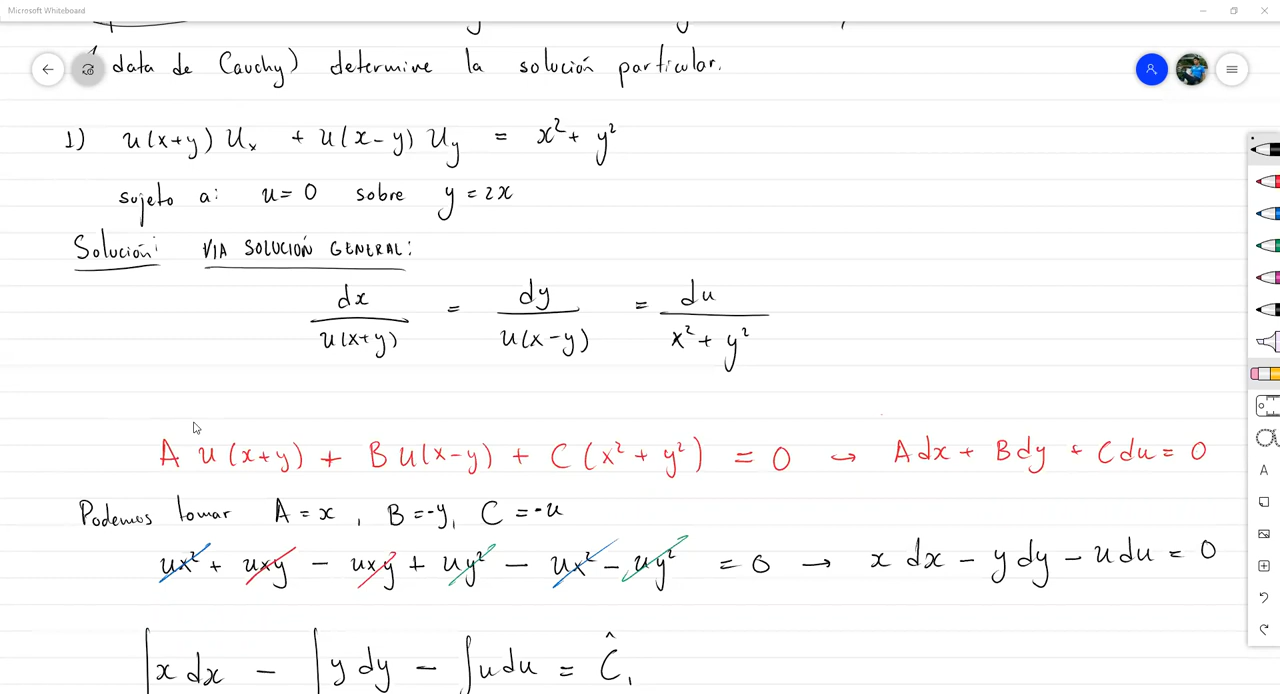 Microsoft Whiteboard
data de Cauchy) determine la solución particular.
1) u(x+y) Ux + u(x-y) Uy = x² + y²
sujeto a: u=0 sobre y=2x
Solución: VIA SOLUCIÓN GENERAL:
dx/u(x+y) = dy/u(x-y) = du/x²+y²
A u(x+y) + B u(x-y) + C (x²+y²) = 0 → A dx + B dy + C du = 0
Podemos tomar A = x, B = -y, C = -u
ux² + uxy - uxy + uy² - ux² - uy² = 0 → x dx - y dy - u du = 0
∫x dx - ∫y dy - ∫u du = Ĉ₁
A